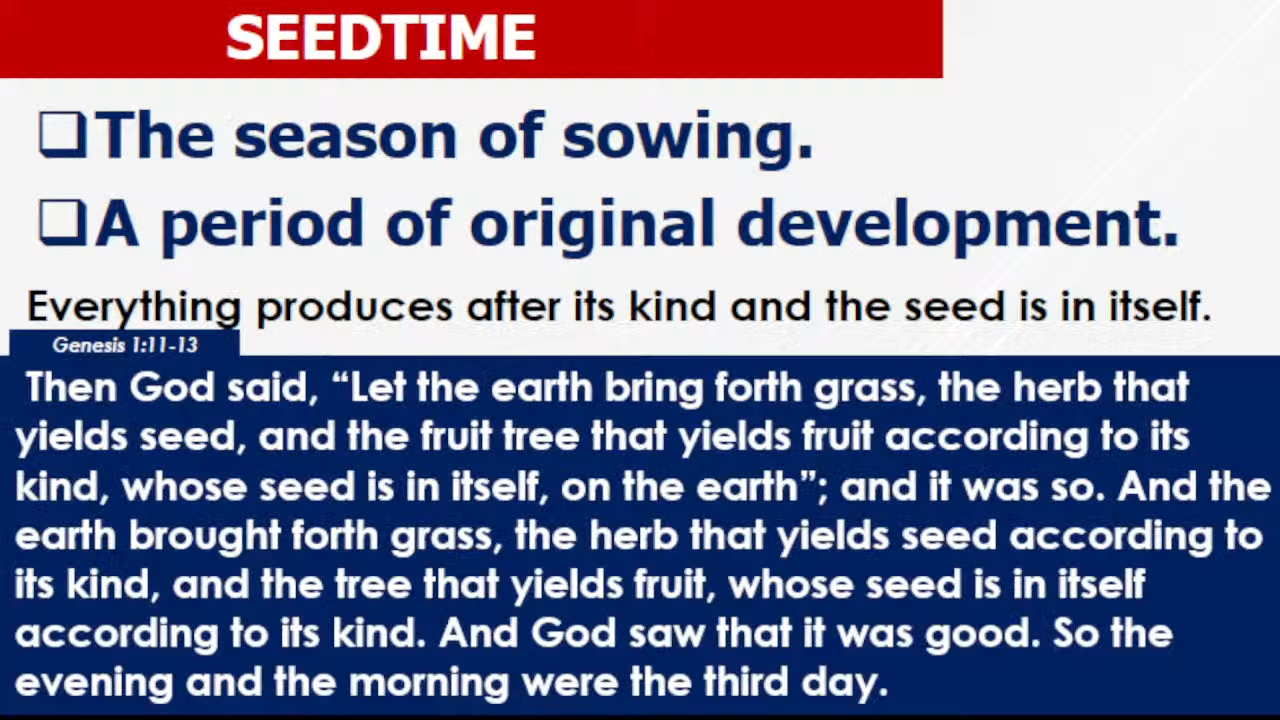 SEEDTIME
❑The season of sowing.
❑A period of original development.
Everything produces after its kind and the seed is in itself.
Genesis 1:11-13
Then God said, “Let the earth bring forth grass, the herb that
yields seed, and the fruit tree that yields fruit according to its
kind, whose seed is in itself, on the earth”; and it was so. And the
earth brought forth grass, the herb that yields seed according to
its kind, and the tree that yields fruit, whose seed is in itself
according to its kind. And God saw that it was good. So the
evening and the morning were the third day.